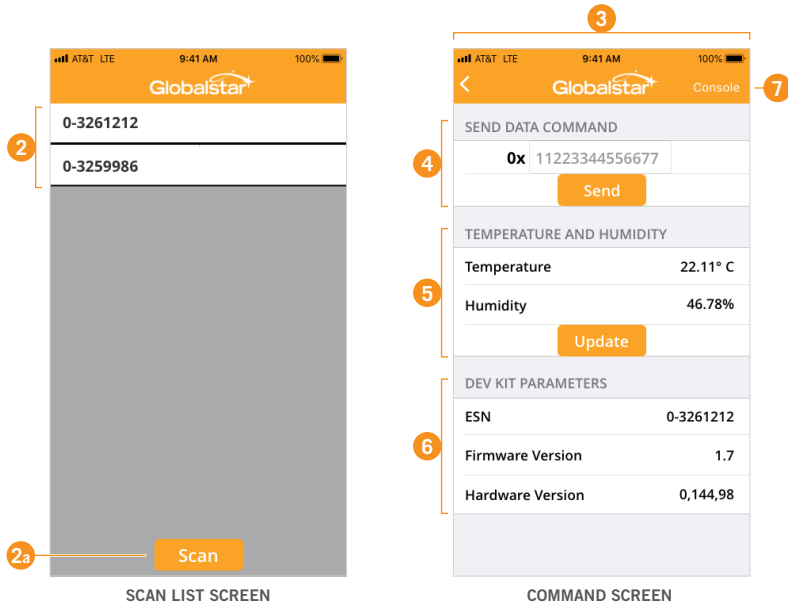 AT&T LTE 9:41 AM 100%
Globalstar
2
0-3261212
0-3259986
2a
Scan
SCAN LIST SCREEN
3
AT&T LTE 9:41 AM 100%
Globalstar Console
7
4
SEND DATA COMMAND
0x 11223344556677
Send
5
TEMPERATURE AND HUMIDITY
Temperature 22.11° C
Humidity 46.78%
Update
6
DEV KIT PARAMETERS
ESN 0-3261212
Firmware Version 1.7
Hardware Version 0,144,98
COMMAND SCREEN